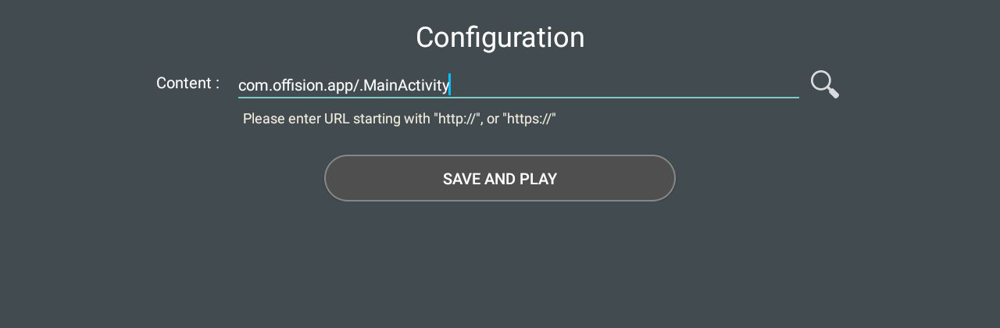 Configuration
Content : com.offision.app/.MainActivity
Please enter URL starting with "http://", or "https://"
SAVE AND PLAY